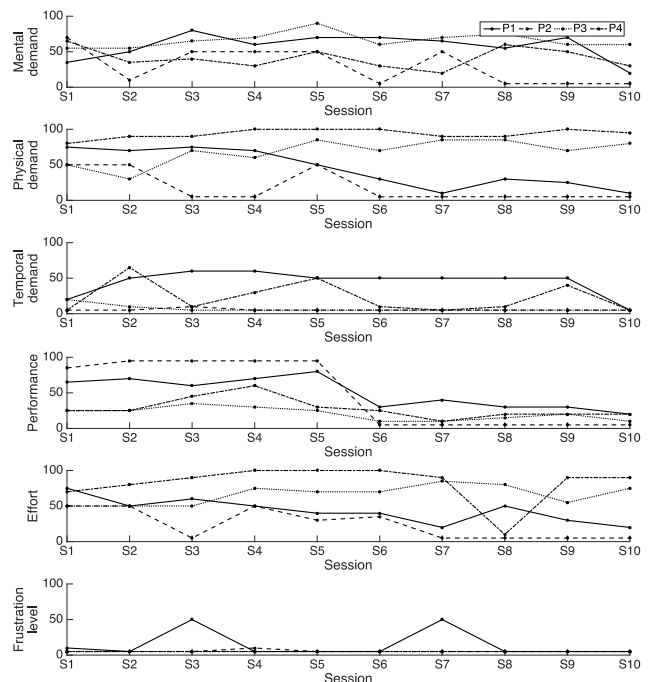 100
50
0
Mental
demand
P1 P2 P3 P4
S1 S2 S3 S4 S5 S6 S7 S8 S9 S10
Session
100
50
0
Physical
demand
S1 S2 S3 S4 S5 S6 S7 S8 S9 S10
Session
100
50
0
Temporal
demand
S1 S2 S3 S4 S5 S6 S7 S8 S9 S10
Session
100
50
0
Performance
S1 S2 S3 S4 S5 S6 S7 S8 S9 S10
Session
100
50
0
Effort
S1 S2 S3 S4 S5 S6 S7 S8 S9 S10
Session
100
50
0
Frustration
level
S1 S2 S3 S4 S5 S6 S7 S8 S9 S10
Session